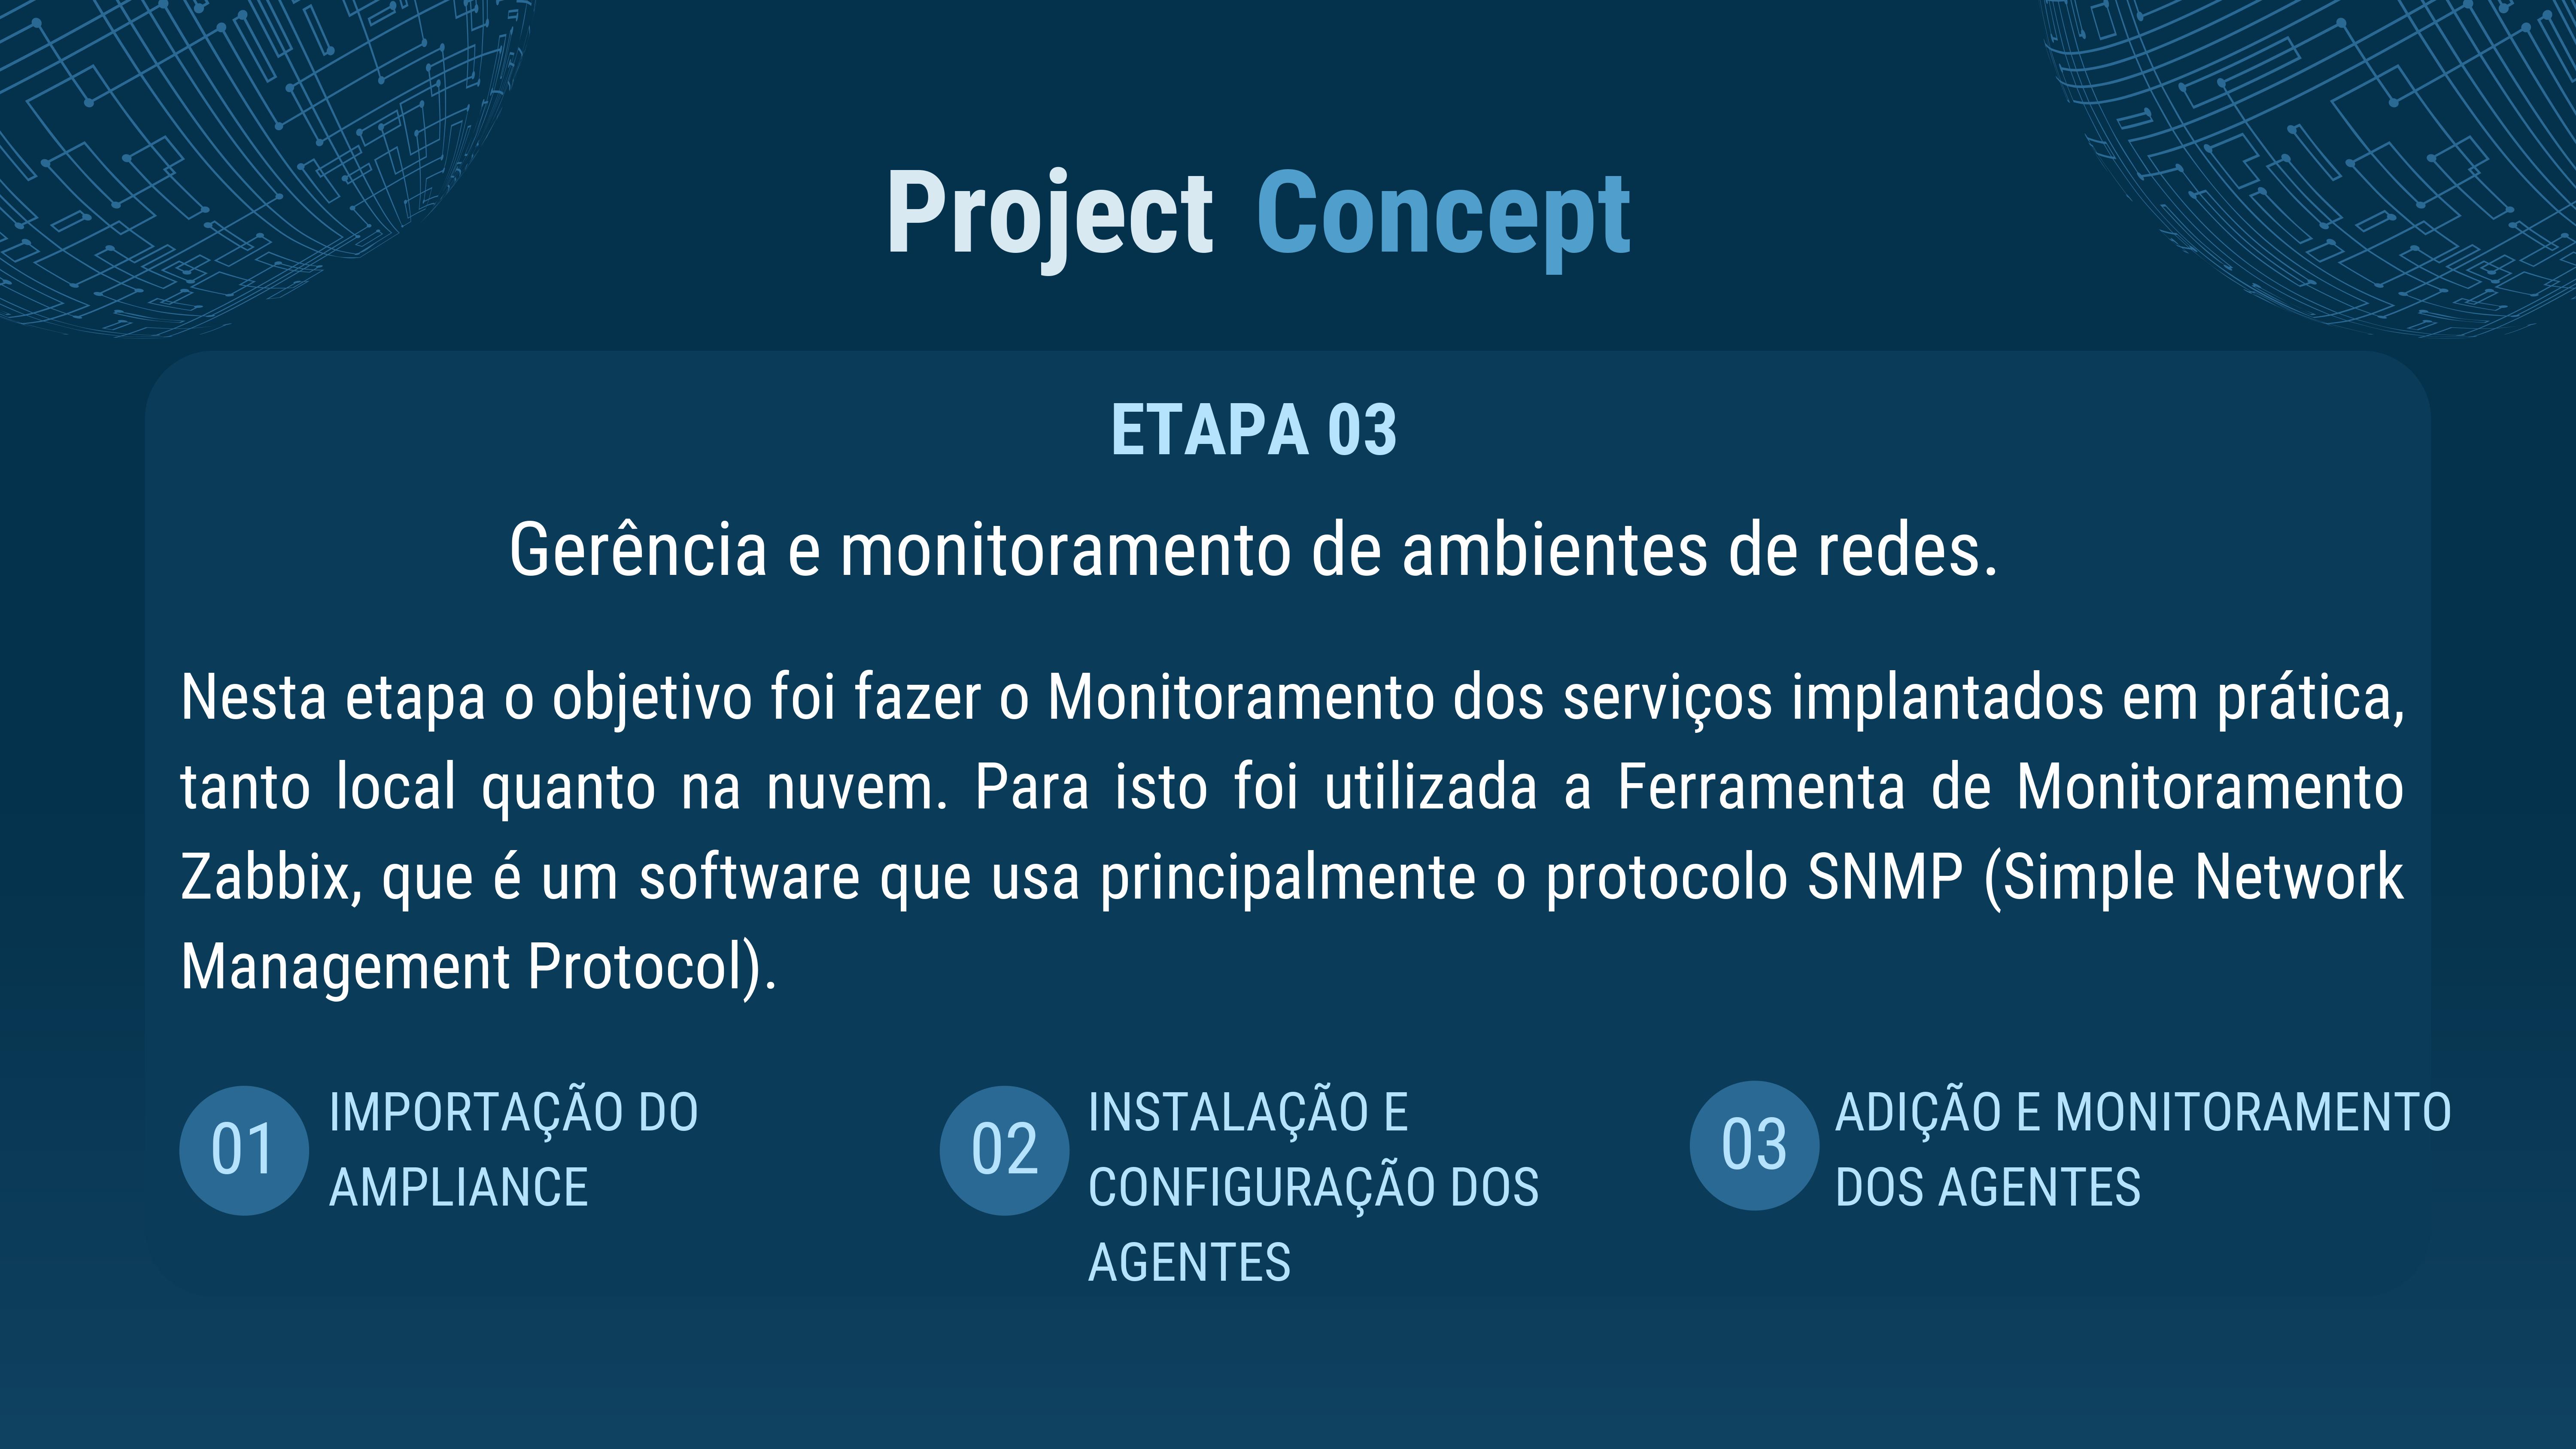 Project Concept
ETAPA 03
Gerência e monitoramento de ambientes de redes.
Nesta etapa o objetivo foi fazer o Monitoramento dos serviços implantados em prática,
tanto local quanto na nuvem. Para isto foi utilizada a Ferramenta de Monitoramento
Zabbix, que é um software que usa principalmente o protocolo SNMP (Simple Network
Management Protocol).
01
IMPORTAÇÃO DO
AMPLIANCE
02
INSTALAÇÃO E
CONFIGURAÇÃO DOS
AGENTES
03
ADIÇÃO E MONITORAMENTO
DOS AGENTES